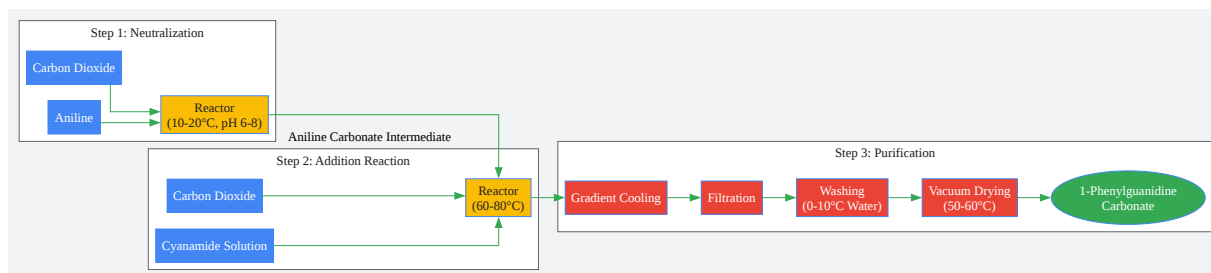 Step 1: Neutralization
Carbon Dioxide
Aniline
Reactor
(10-20°C, pH 6-8)
Aniline Carbonate Intermediate
Step 2: Addition Reaction
Carbon Dioxide
Cyanamide Solution
Reactor
(60-80°C)
Step 3: Purification
Gradient Cooling
Filtration
Washing
(0-10°C Water)
Vacuum Drying
(50-60°C)
1-Phenylguanidine
Carbonate